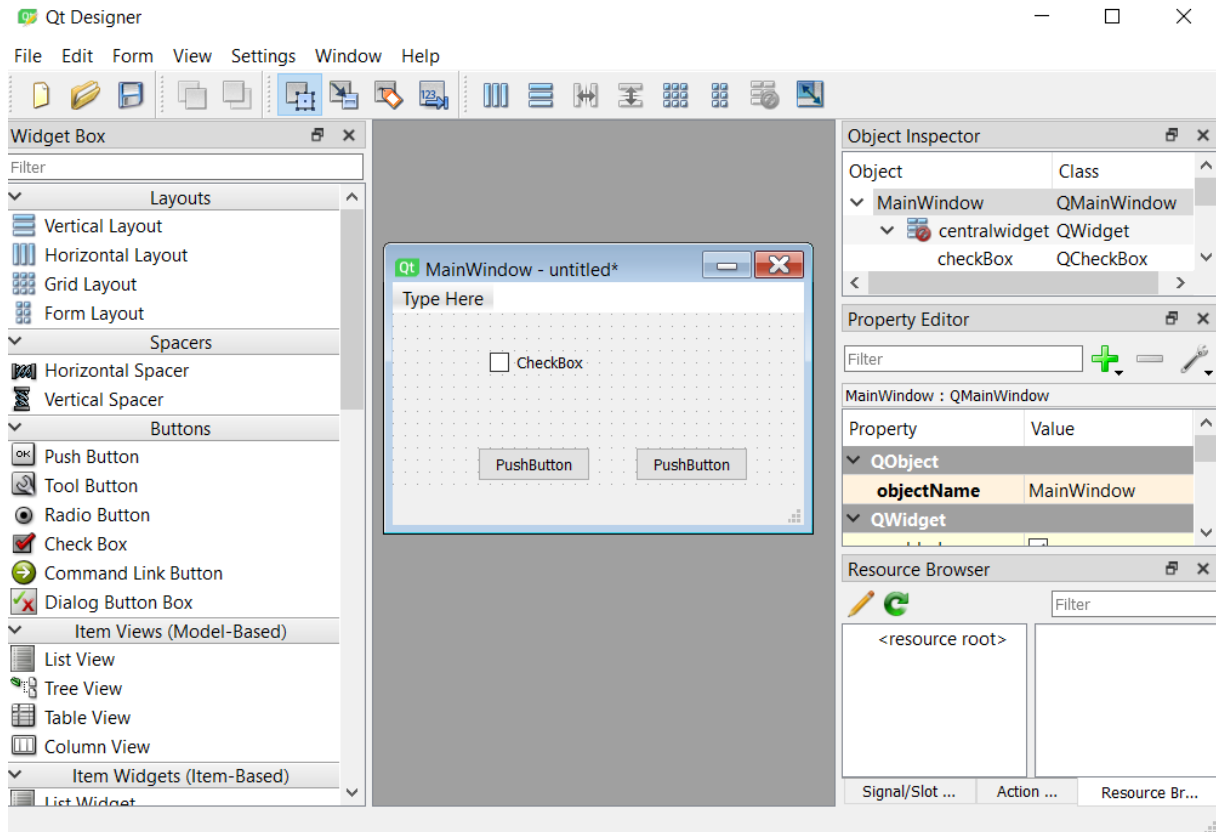 Qt Designer
File Edit Form View Settings Window Help
Widget Box
Filter
Layouts
Vertical Layout
Horizontal Layout
Grid Layout
Form Layout
Spacers
Horizontal Spacer
Vertical Spacer
Buttons
Push Button
Tool Button
Radio Button
Check Box
Command Link Button
Dialog Button Box
Item Views (Model-Based)
List View
Tree View
Table View
Column View
Item Widgets (Item-Based)
List Widget
Qt MainWindow - untitled*
Type Here
CheckBox
PushButton PushButton
Object Inspector
Object Class
MainWindow QMainWindow
centralwidget QWidget
checkBox QCheckBox
Property Editor
Filter
MainWindow : QMainWindow
Property Value
QObject
objectName MainWindow
QWidget
Resource Browser
Filter
<resource root>
Signal/Slot ... Action ... Resource Br...